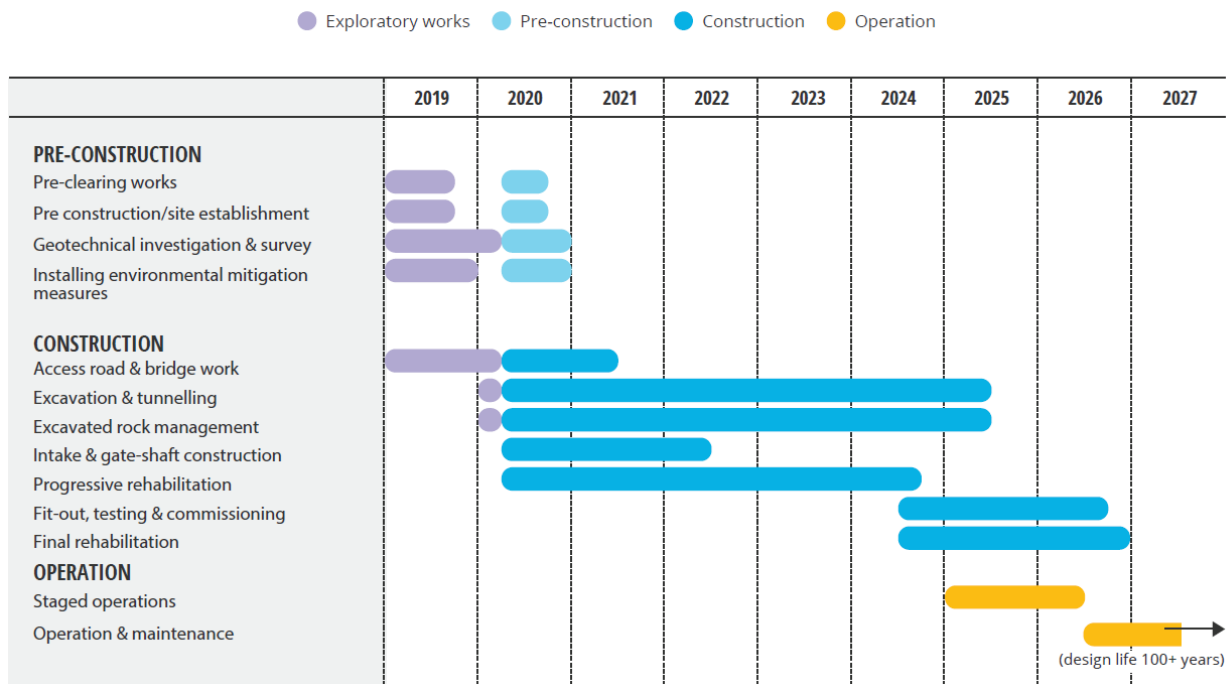 Exploratory works Pre-construction Construction Operation
2019 2020 2021 2022 2023 2024 2025 2026 2027
PRE-CONSTRUCTION
Pre-clearing works
Pre construction/site establishment
Geotechnical investigation & survey
Installing environmental mitigation
measures
CONSTRUCTION
Access road & bridge work
Excavation & tunnelling
Excavated rock management
Intake & gate-shaft construction
Progressive rehabilitation
Fit-out, testing & commissioning
Final rehabilitation
OPERATION
Staged operations
Operation & maintenance
(design life 100+ years)